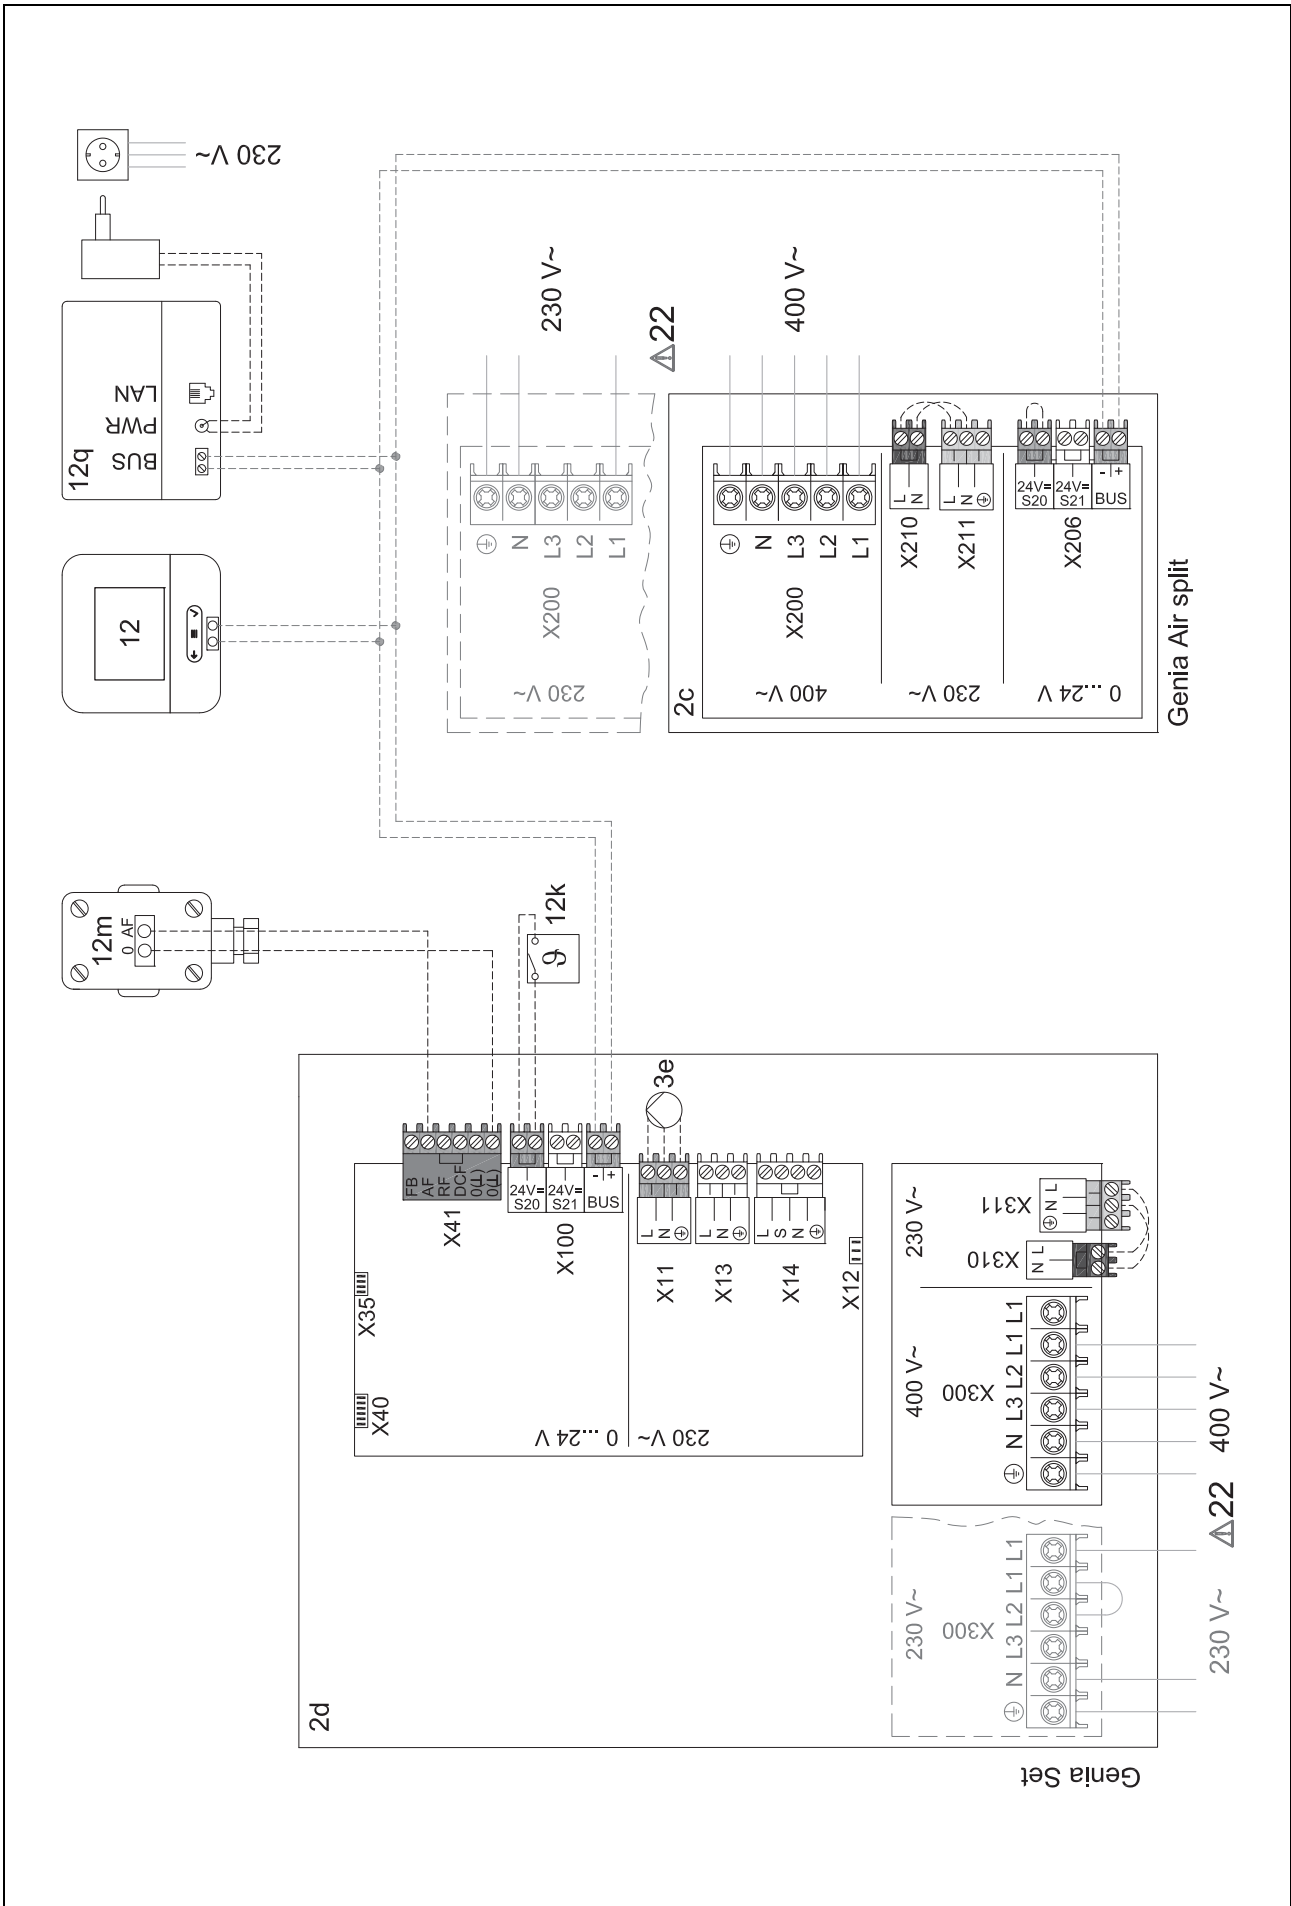 230 V~
12q
LAN
PWR
BUS
12
12m
0 AF
12k
ϑ
230 V~
⚠22
400 V~
⏚
N
L3
L2
L1
X200
230 V~
2c
⏚
N
L3
L2
L1
X200
400 V~
L
N
X210
L
N
⏚
X211
230 V~
24V=
S20
24V=
S21
- +
BUS
X206
0...24 V
Genia Air split
2d
FB
AF
RF
DCF
0(⊥)
0(⊥)
X41
24V=
S20
24V=
S21
- +
BUS
X100
X35
X40
0...24 V
230 V~
3e
L
N
⏚
X11
L
N
⏚
X13
L
S
N
⏚
X14
X12
230 V~
⏚ N L
X311
N L
X310
400 V~
X300
⏚ N L3 L2 L1 L1
400 V~
⚠22
230 V~
X300
⏚ N L3 L2 L1 L1
230 V~
Genia Set